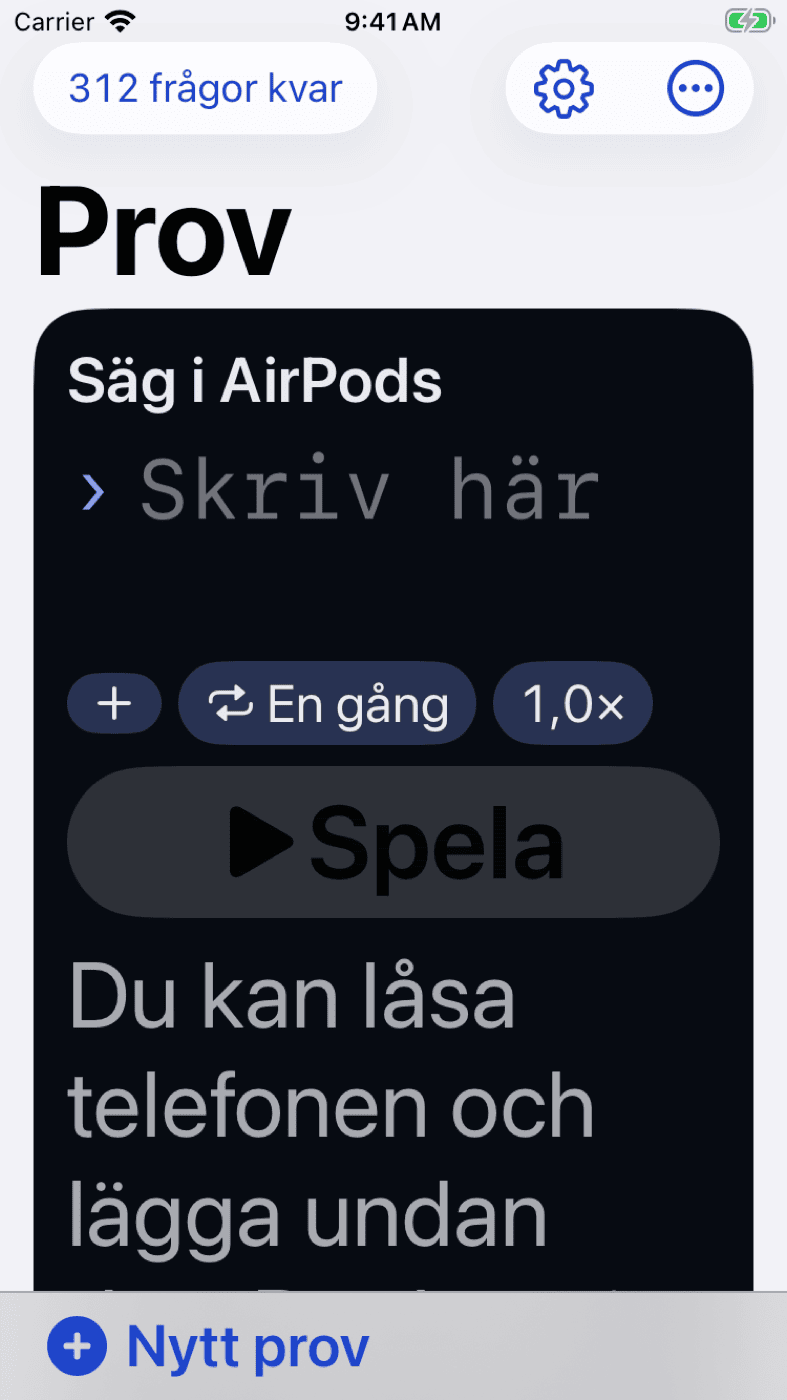 Carrier 9:41 AM
312 frågor kvar
Prov
Säg i AirPods
› Skriv här
En gång 1,0×
Spela
Du kan låsa
telefonen och
lägga undan
Nytt prov